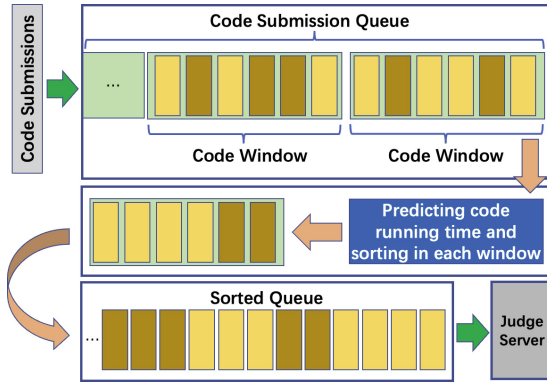 Code Submissions
Code Submission Queue
...
Code Window
Code Window
Predicting code
running time and
sorting in each window
Sorted Queue
...
Judge
Server